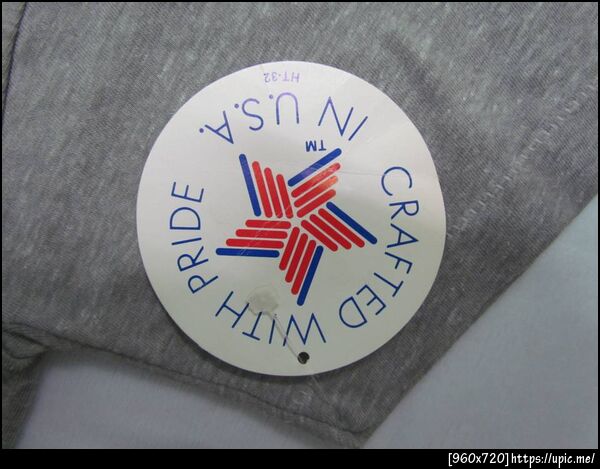 CRAFTED WITH PRIDE
IN U.S.A.
TM
HT-32
[960x720]https://upic.me/